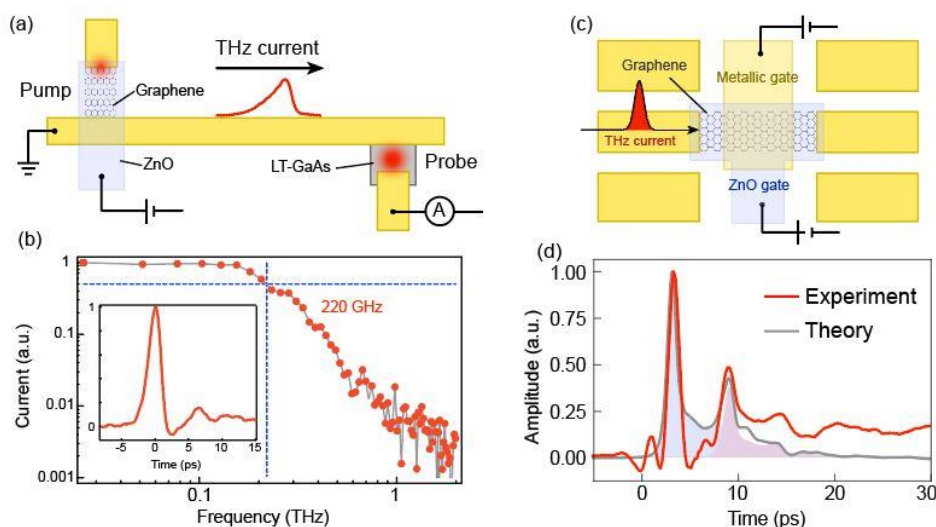 (a)
THz current
Pump
Graphene
ZnO
LT-GaAs
Probe
A
(b)
Current (a.u.)
1
0.1
0.01
0.001
220 GHz
1
0
-5
0
5
10
15
Time (ps)
0.1
1
Frequency (THz)
(c)
Graphene
Metallic gate
THz current
ZnO gate
(d)
Amplitude (a.u.)
1.00
0.75
0.50
0.25
0.00
Experiment
Theory
0
10
20
30
Time (ps)